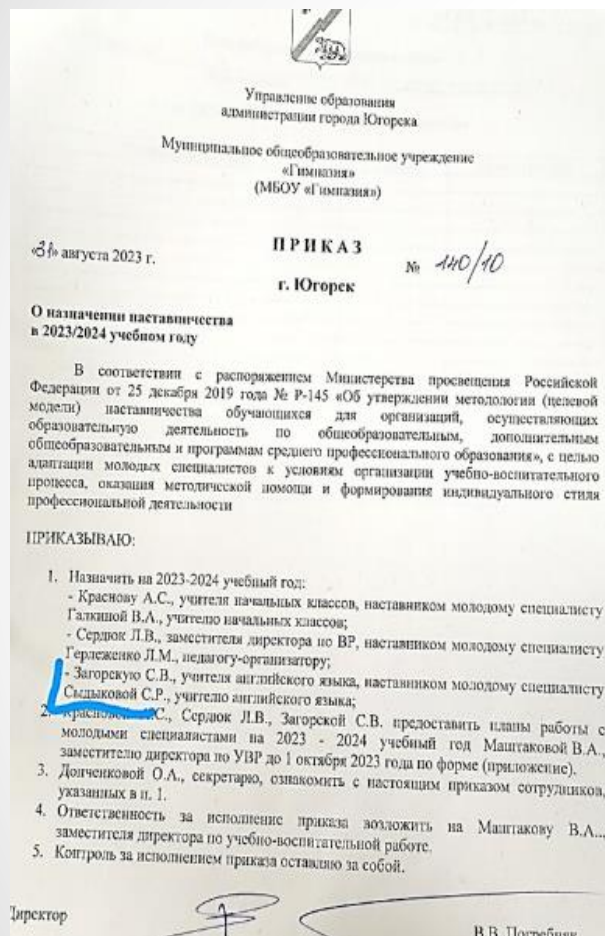 Управление образования
администрации города Югорска
Муниципальное общеобразовательное учреждение
«Гимназия»
(МБОУ «Гимназия»)
ПРИКАЗ
«31» августа 2023 г.
№ 140/10
г. Югорск
О назначении наставничества
в 2023/2024 учебном году
В соответствии с распоряжением Министерства просвещения Российской
Федерации от 25 декабря 2019 года № Р-145 «Об утверждении методологии (целевой
модели) наставничества обучающихся для организаций, осуществляющих
образовательную деятельность по общеобразовательным, дополнительным
общеобразовательным и программам среднего профессионального образования», с целью
адаптации молодых специалистов к условиям организации учебно-воспитательного
процесса, оказания методической помощи и формирования индивидуального стиля
профессиональной деятельности
ПРИКАЗЫВАЮ:
1. Назначить на 2023-2024 учебный год:
- Краснову А.С., учителя начальных классов, наставником молодому специалисту
Галкиной В.А., учителю начальных классов;
- Сердюк Л.В., заместителя директора по ВР, наставником молодому специалисту
Герлеженко Л.М., педагогу-организатору;
- Загорскую С.В., учителя английского языка, наставником молодому специалисту
Сыдыковой С.Р., учителю английского языка;
2. Сердюк Л.В., Загорской С.В. предоставить планы работы с
молодыми специалистами на 2023 - 2024 учебный год Маштаковой В.А.,
заместителю директора по УВР до 1 октября 2023 года по форме (приложение).
3. Донченковой О.А., секретарю, ознакомить с настоящим приказом сотрудников,
указанных в п. 1.
4. Ответственность за исполнение приказа возложить на Маштакову В.А..,
заместителя директора по учебно-воспитательной работе.
5. Контроль за исполнением приказа оставляю за собой.
Директор
В.В. Погребняк